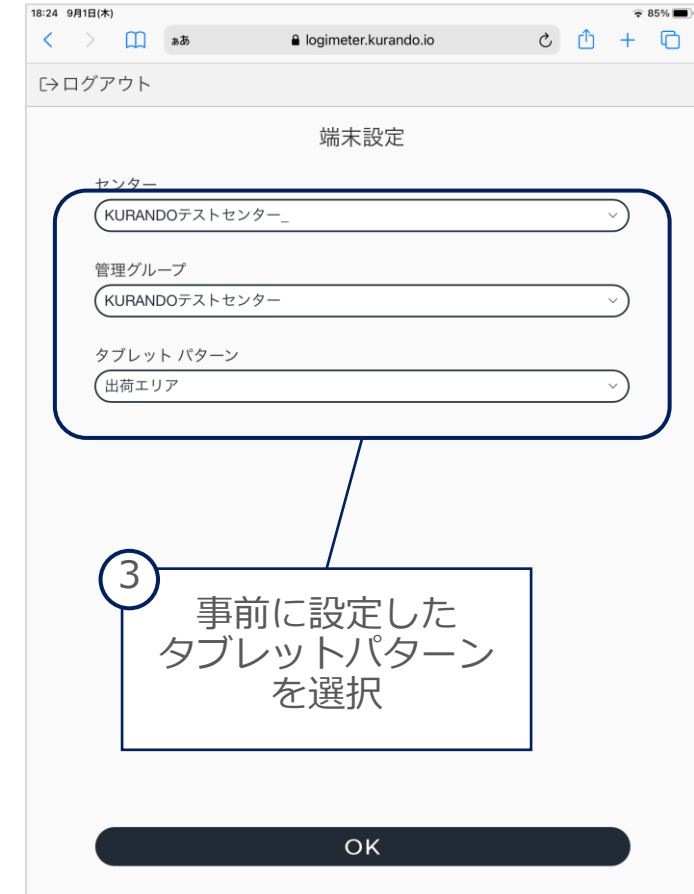 18:24 9月1日(木)
85%
ぁあ
logimeter.kurando.io
ログアウト
端末設定
センター
KURANDOテストセンター_
管理グループ
KURANDOテストセンター
タブレット パターン
出荷エリア
3
事前に設定した
タブレットパターン
を選択
OK